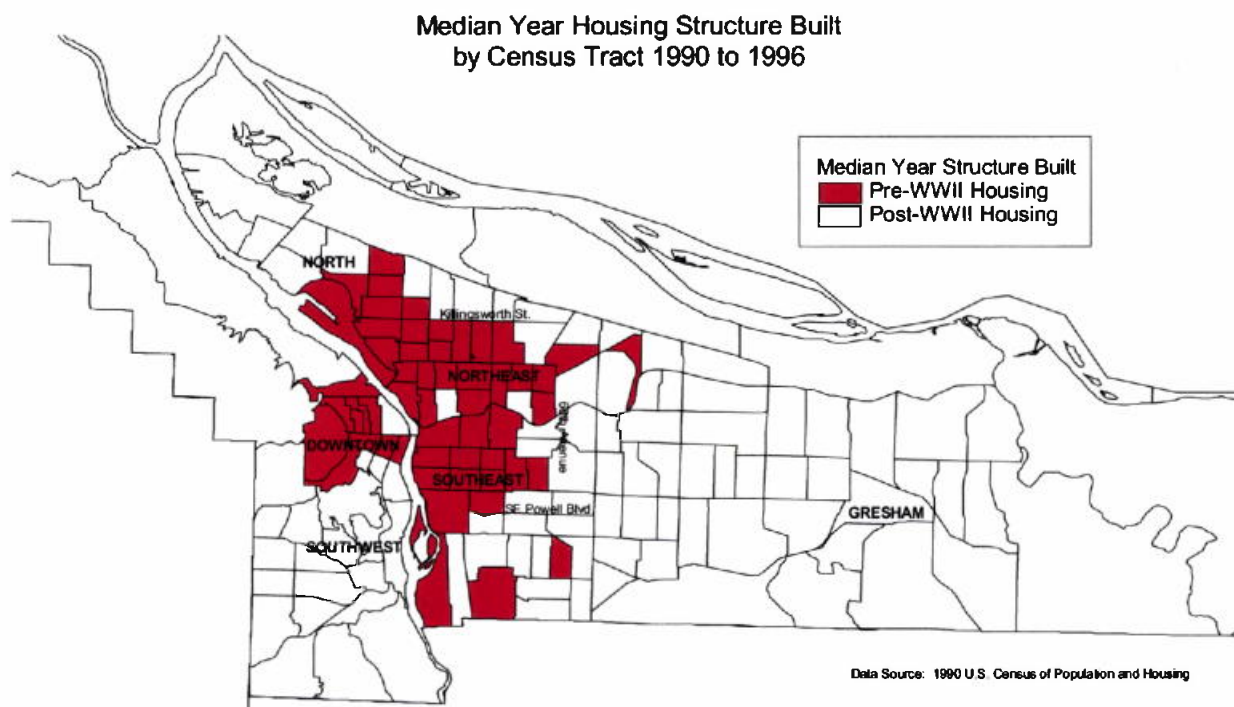 Median Year Housing Structure Built
by Census Tract 1990 to 1996
Median Year Structure Built
Pre-WWII Housing
Post-WWII Housing
NORTH
Killingsworth St.
NORTHEAST
Avenue
DOWNTOWN
SOUTHEAST
SE Powell Blvd.
GRESHAM
SOUTHWEST
Data Source: 1990 U.S. Census of Population and Housing